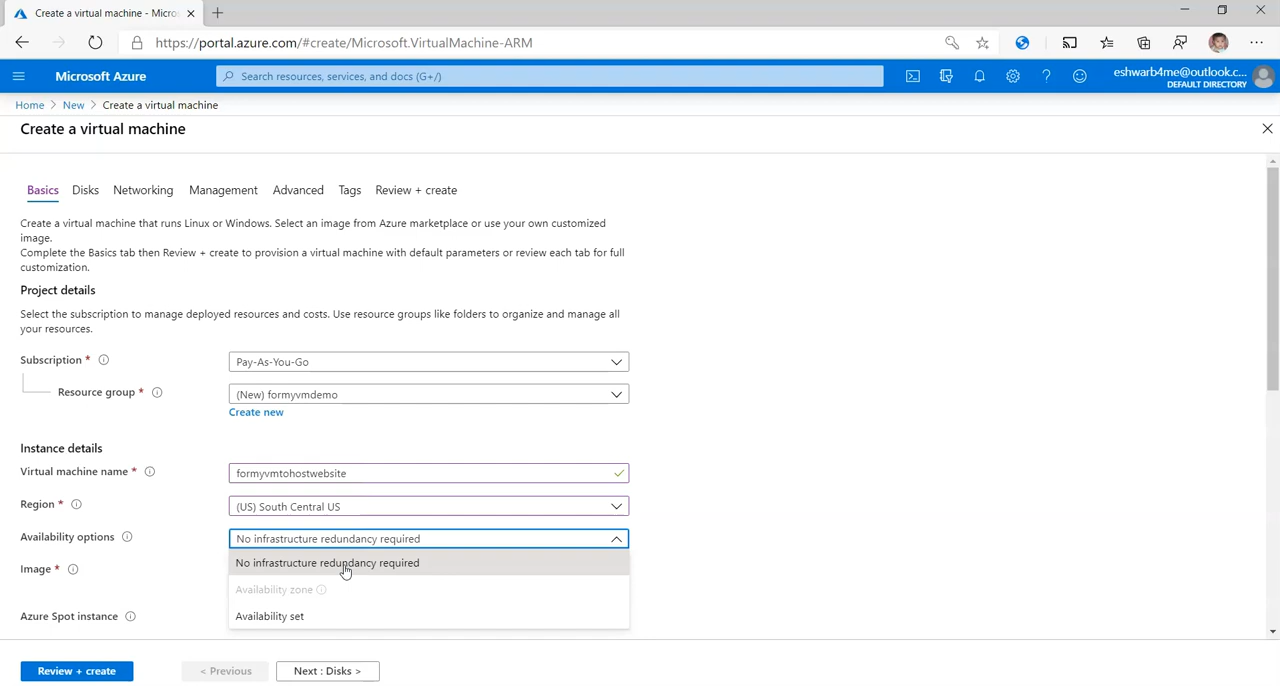 Create a virtual machine - Micro
https://portal.azure.com/#create/Microsoft.VirtualMachine-ARM
Microsoft Azure
Search resources, services, and docs (G+/)
eshwarb4me@outlook.c...
DEFAULT DIRECTORY
Home > New > Create a virtual machine
Create a virtual machine
Basics Disks Networking Management Advanced Tags Review + create
Create a virtual machine that runs Linux or Windows. Select an image from Azure marketplace or use your own customized
image.
Complete the Basics tab then Review + create to provision a virtual machine with default parameters or review each tab for full
customization.
Project details
Select the subscription to manage deployed resources and costs. Use resource groups like folders to organize and manage all
your resources.
Subscription * Pay-As-You-Go
Resource group * (New) formyvmdemo
Create new
Instance details
Virtual machine name * formyvmtohostwebsite
Region * (US) South Central US
Availability options No infrastructure redundancy required
No infrastructure redundancy required
Image *
Availability zone
Azure Spot instance Availability set
Review + create < Previous Next : Disks >